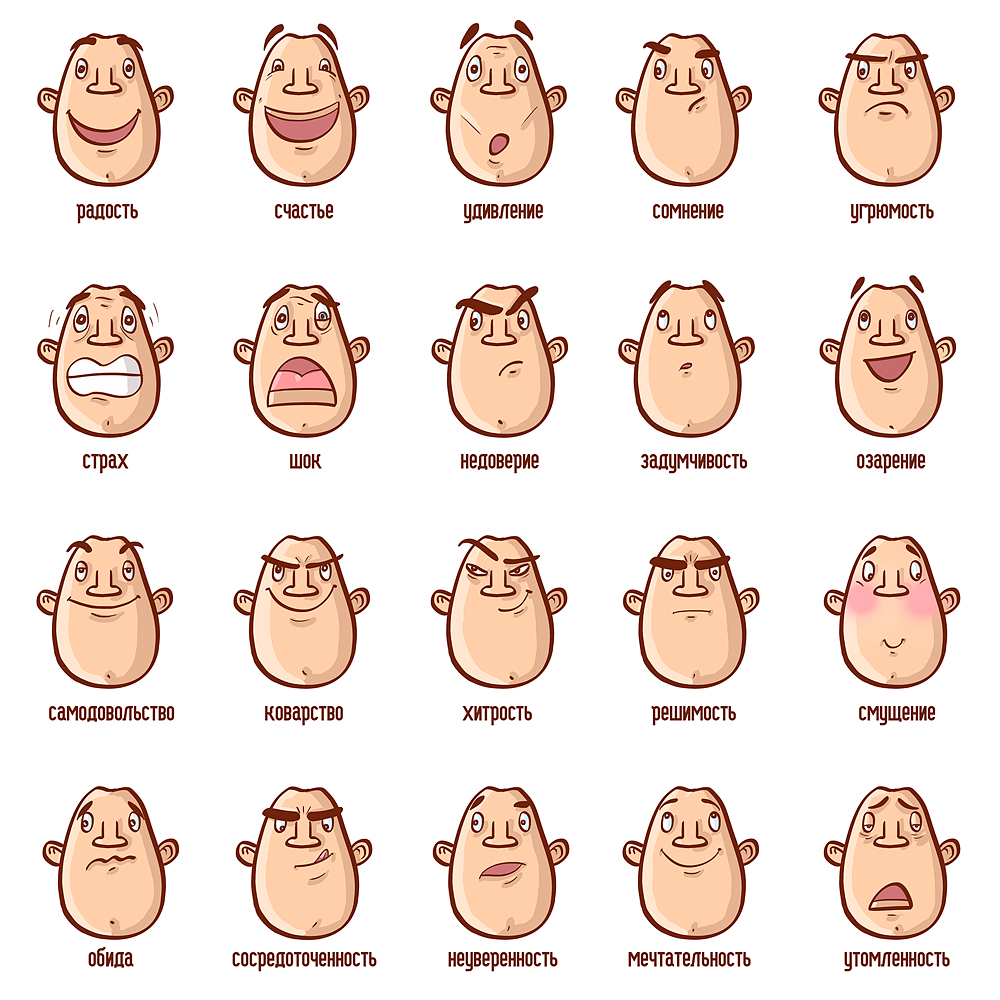 радость
счастье
удивление
сомнение
угрюмость
страх
шок
недоверие
задумчивость
озарение
самодовольство
коварство
хитрость
решимость
смущение
обида
сосредоточенность
неуверенность
мечтательность
утомленность